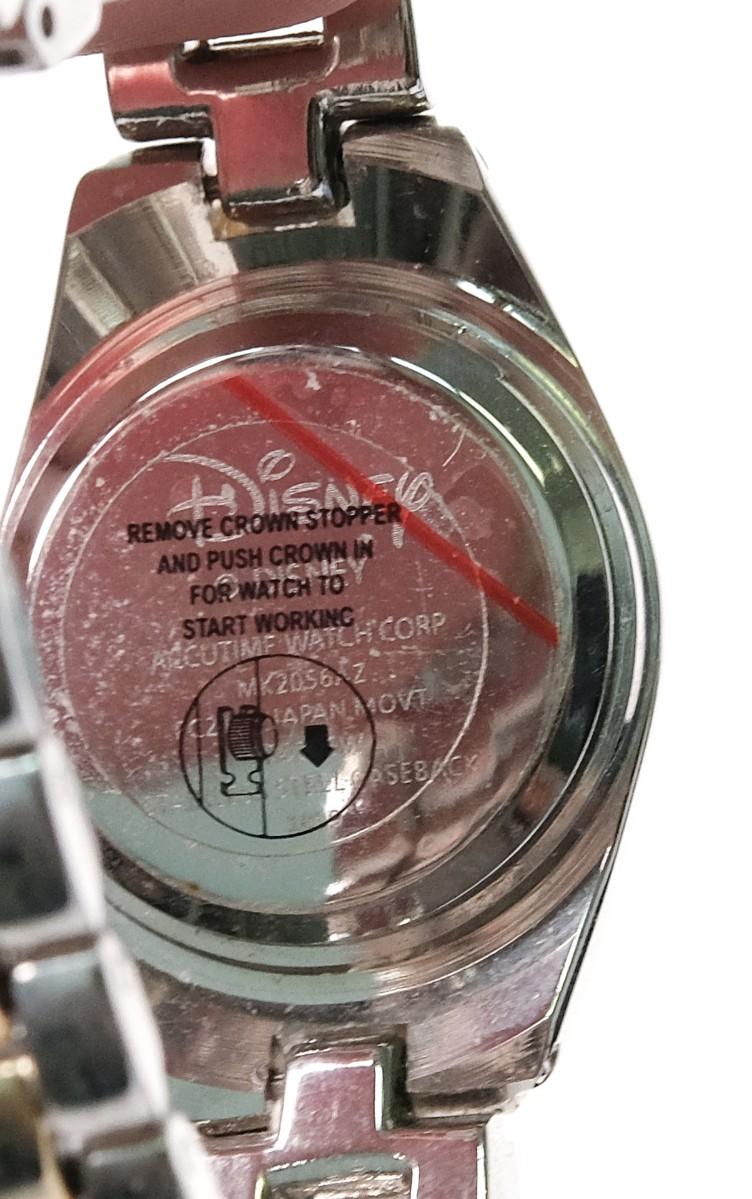 Disney
REMOVE CROWN STOPPER
AND PUSH CROWN IN
© DISNEY
FOR WATCH TO
START WORKING
ACCUTIME WATCH CORP
JAPAN MOVT